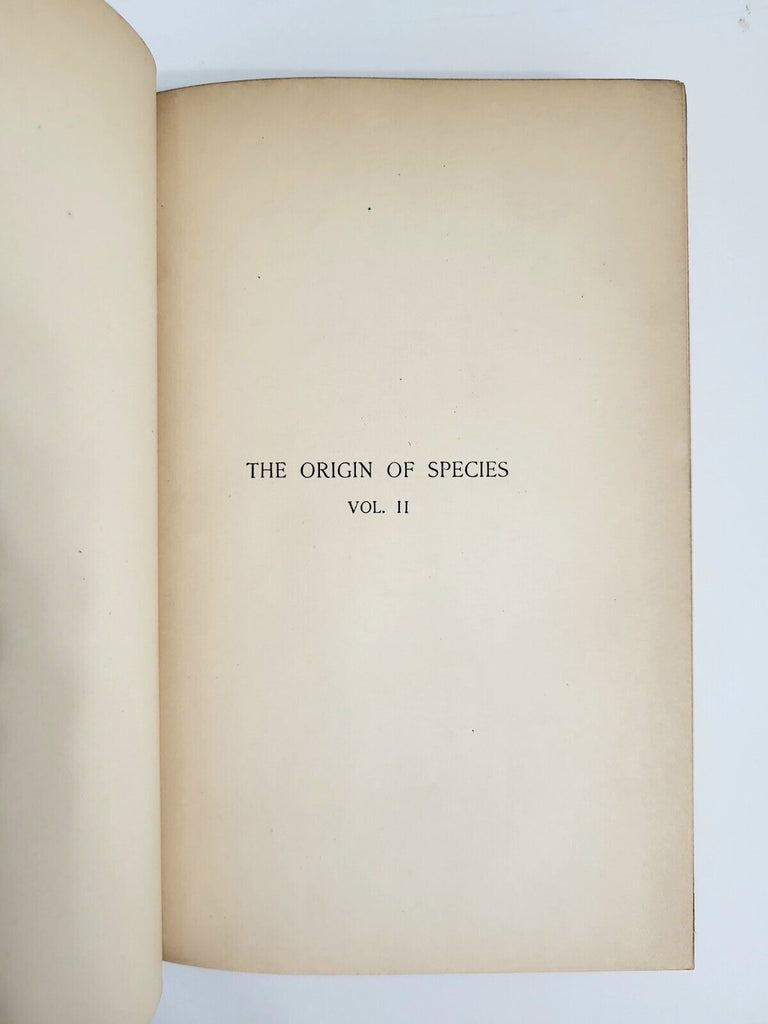 THE ORIGIN OF SPECIES
VOL. II